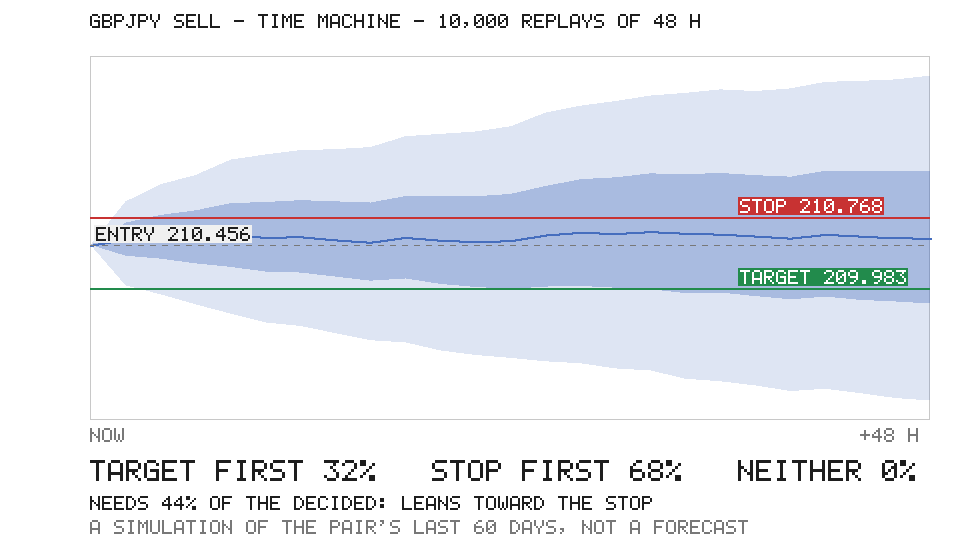 GBPJPY SELL - TIME MACHINE - 10,000 REPLAYS OF 48 H
STOP 210.768
ENTRY 210.456
TARGET 209.983
NOW
+48 H
TARGET FIRST 32% STOP FIRST 68% NEITHER 0%
NEEDS 44% OF THE DECIDED: LEANS TOWARD THE STOP
A SIMULATION OF THE PAIR'S LAST 60 DAYS, NOT A FORECAST